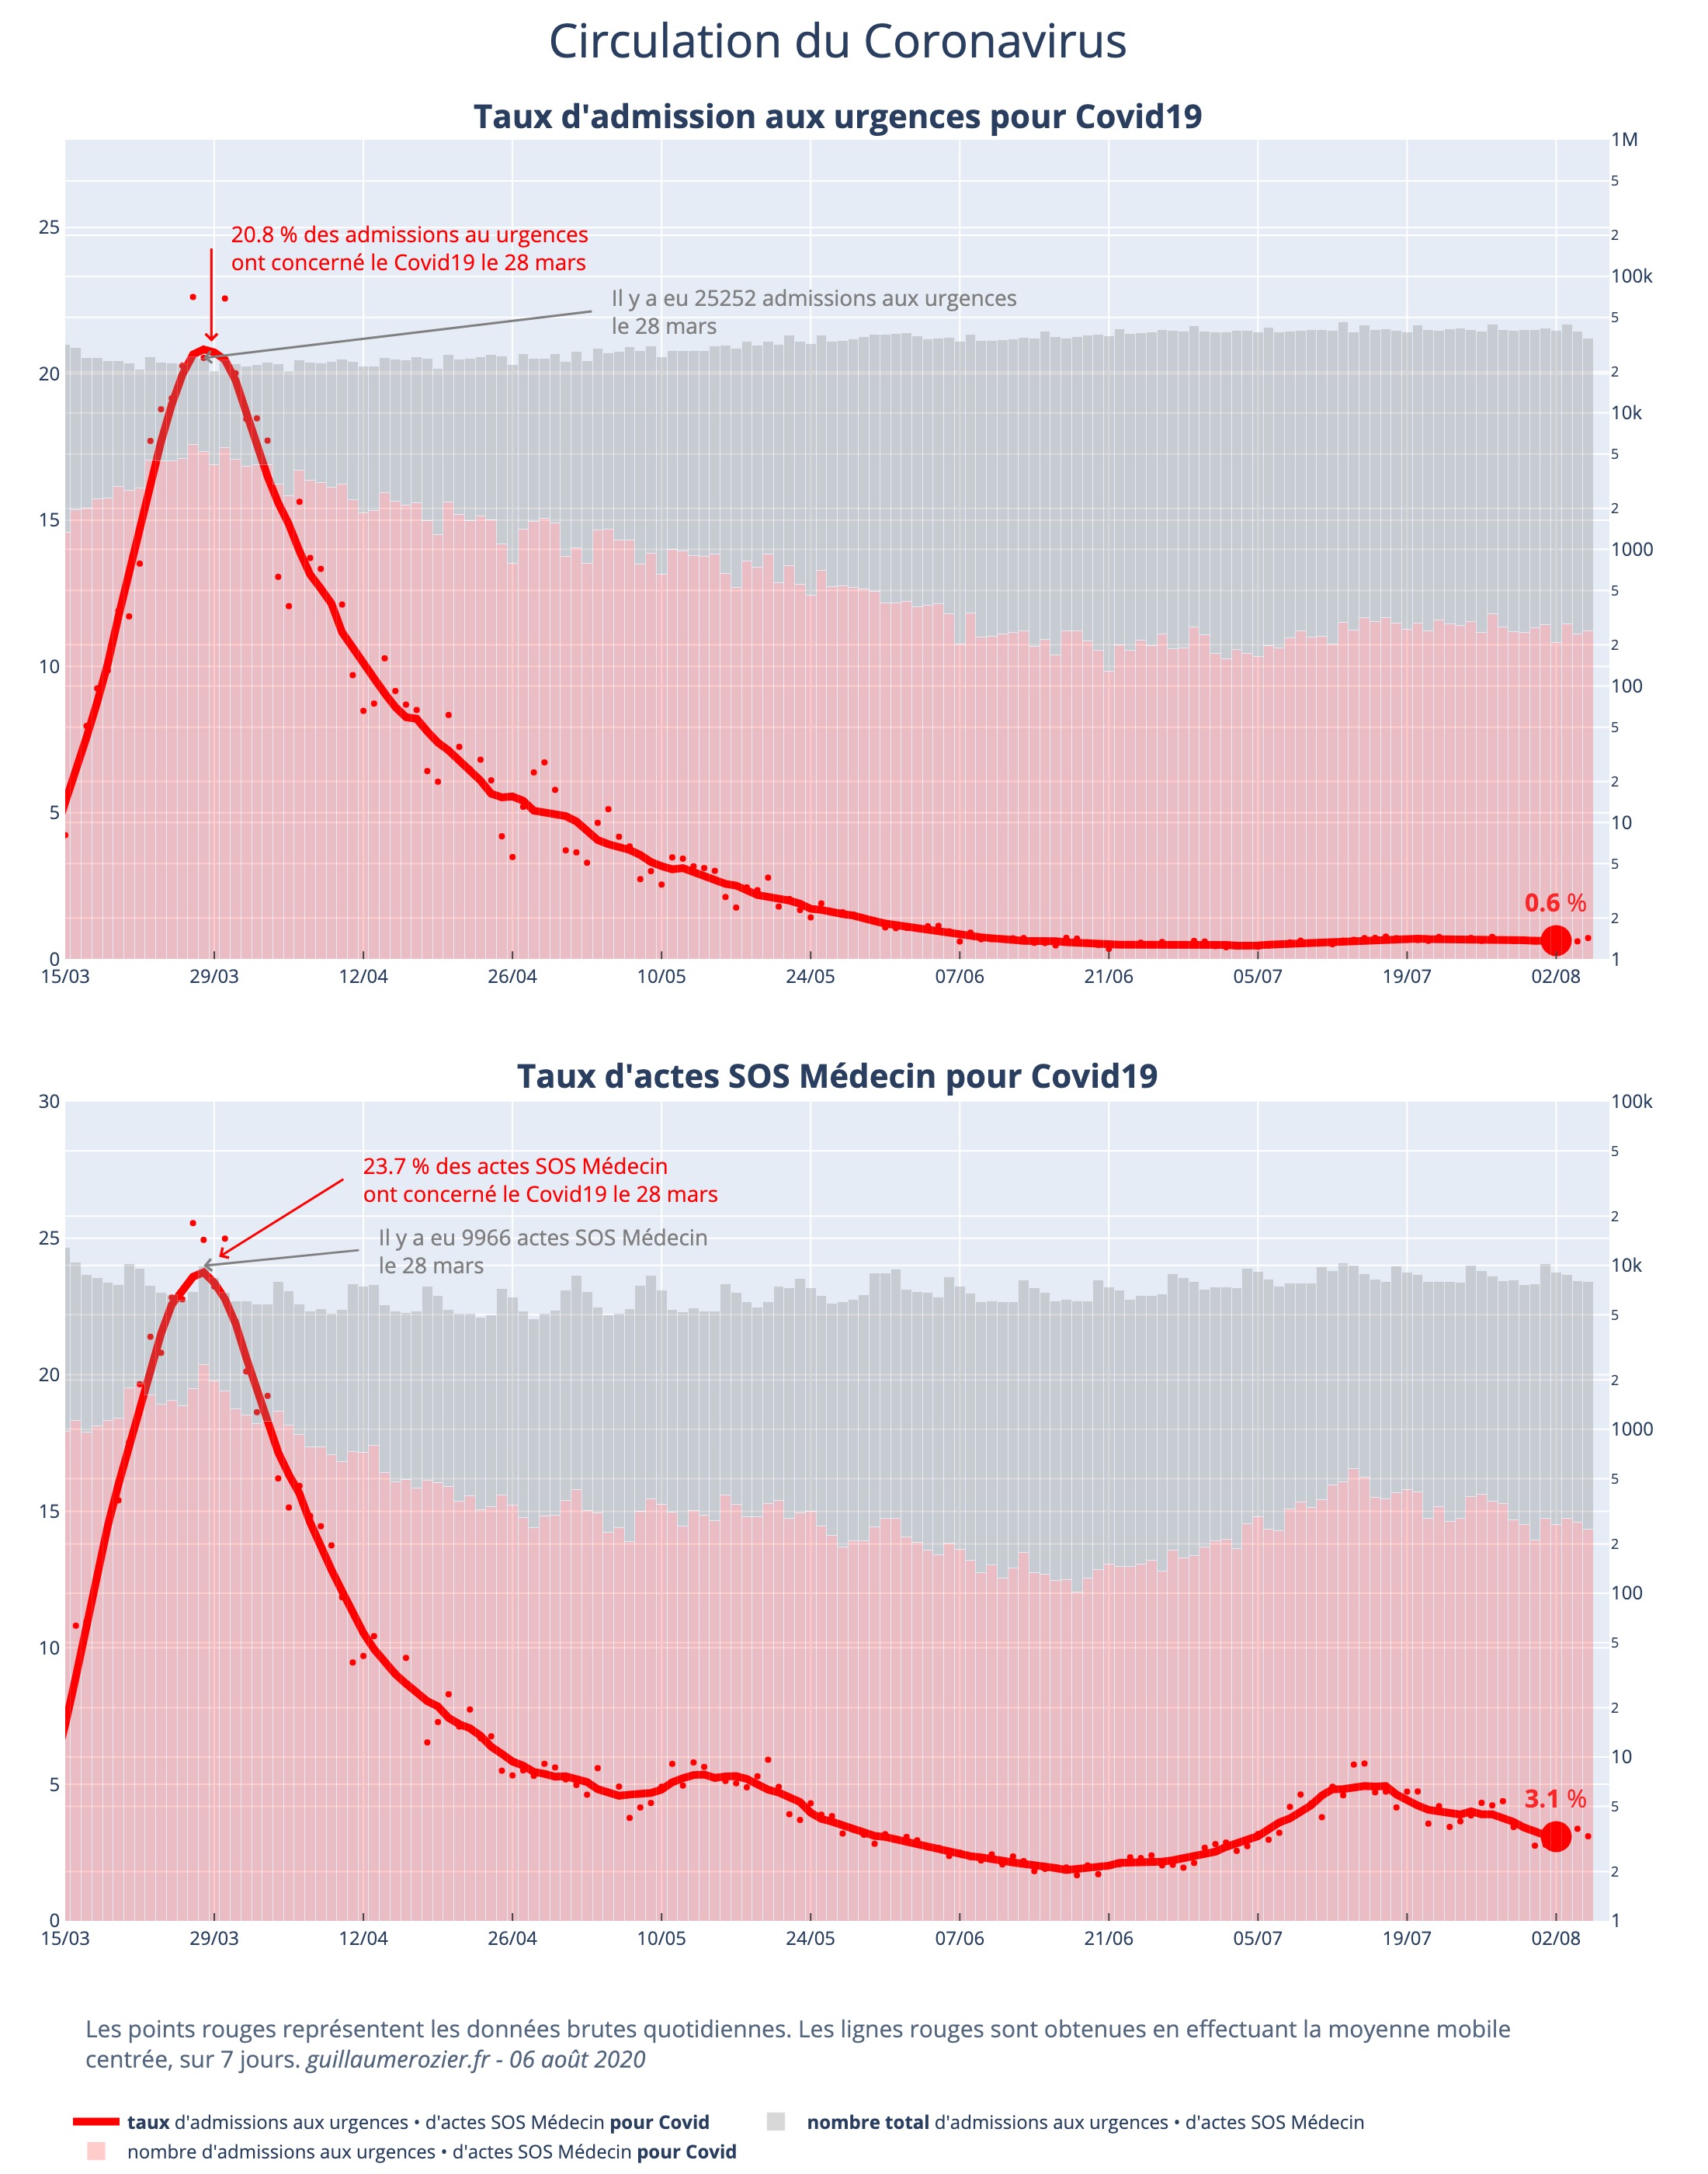 Circulation du Coronavirus
Taux d'admission aux urgences pour Covid19
1M
5
25
2
20.8 % des admissions au urgences
ont concerné le Covid19 le 28 mars
100k
Il y a eu 25252 admissions aux urgences
le 28 mars
5
20
2
10k
5
15
2
1000
5
10
2
100
5
5
2
10
5
0.6 %
2
0
1
15/03 29/03 12/04 26/04 10/05 24/05 07/06 21/06 05/07 19/07 02/08
Taux d'actes SOS Médecin pour Covid19
30
100k
5
23.7 % des actes SOS Médecin
ont concerné le Covid19 le 28 mars
2
25
Il y a eu 9966 actes SOS Médecin
le 28 mars
10k
5
20
2
1000
5
15
2
100
10
5
2
10
5
3.1 %
5
2
0
1
15/03 29/03 12/04 26/04 10/05 24/05 07/06 21/06 05/07 19/07 02/08
Les points rouges représentent les données brutes quotidiennes. Les lignes rouges sont obtenues en effectuant la moyenne mobile
centrée, sur 7 jours. guillaumerozier.fr - 06 août 2020
taux d'admissions aux urgences • d'actes SOS Médecin pour Covid
nombre total d'admissions aux urgences • d'actes SOS Médecin
nombre d'admissions aux urgences • d'actes SOS Médecin pour Covid